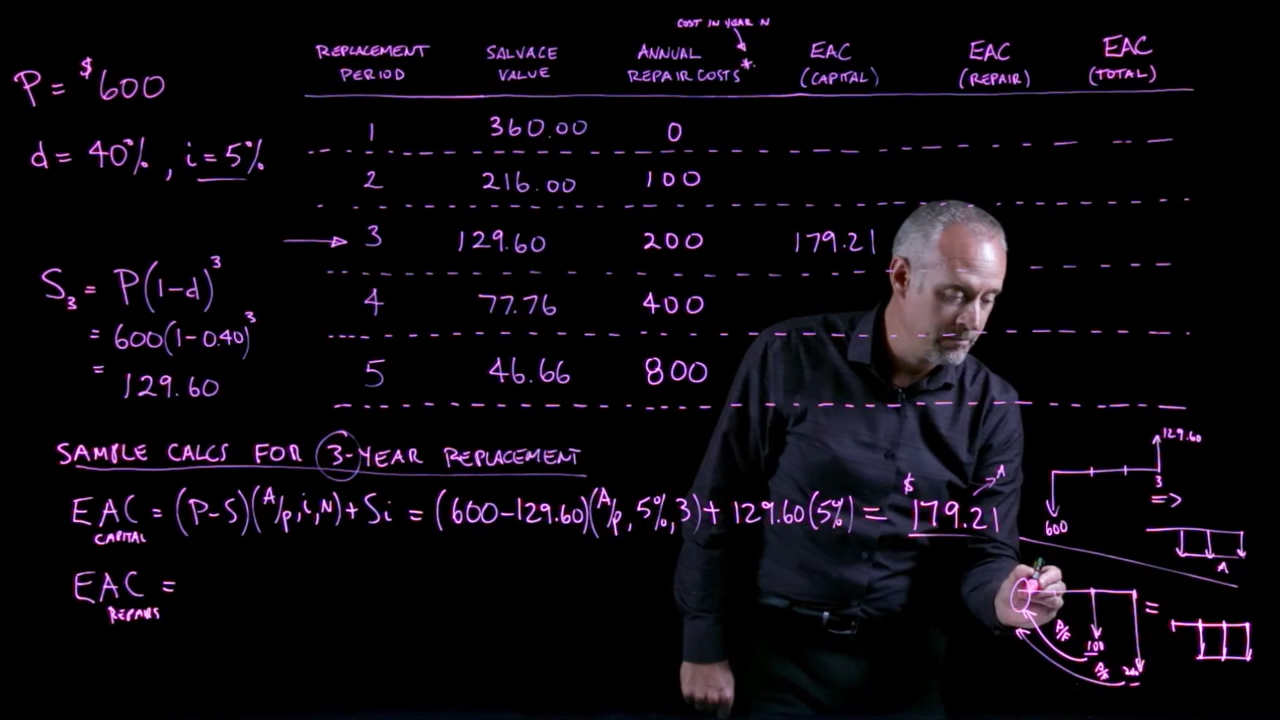 COST IN YEAR N
REPLACEMENT PERIOD SALVAGE VALUE ANNUAL REPAIR COSTS* EAC (CAPITAL) EAC (REPAIR) EAC (TOTAL)
P = $600
d = 40%, i = 5%
1 360.00 0
2 216.00 100
3 129.60 200 179.21
4 77.76 400
5 46.66 800
S₃ = P(1-d)³
= 600(1-0.40)³
= 129.60
SAMPLE CALCS FOR 3-YEAR REPLACEMENT
EAC CAPITAL = (P-S)(A/P, i, N) + Si = (600-129.60)(A/P, 5%, 3) + 129.60(5%) = $179.21 A
EAC REPAIRS =
129.60
3
=>
600
A
=
P/F
100
P/F